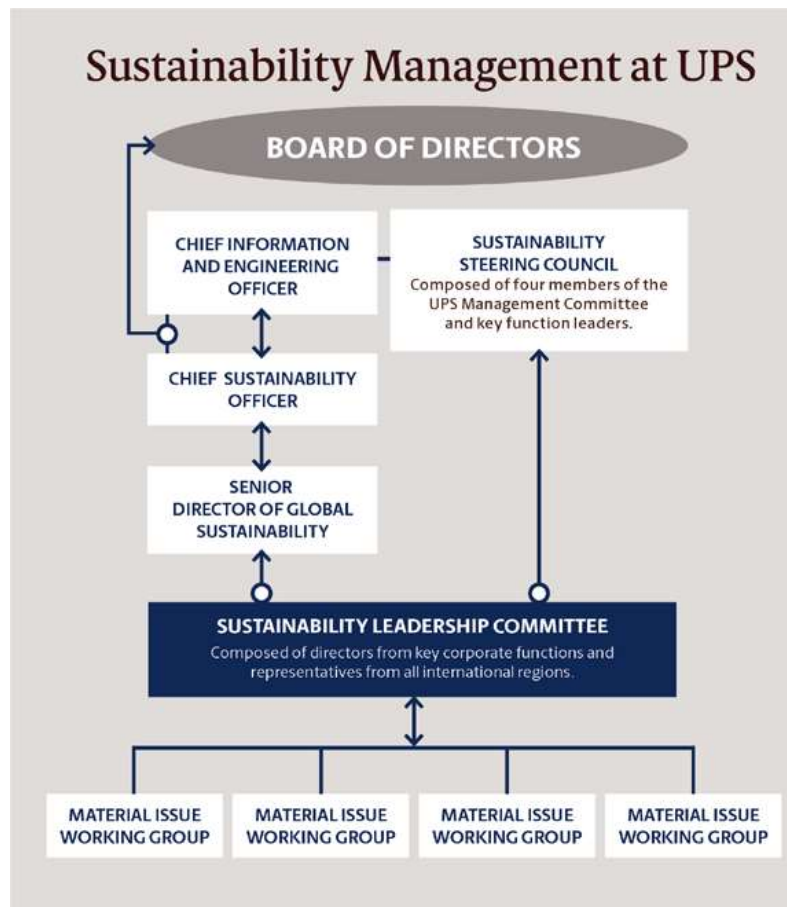 Sustainability Management at UPS
BOARD OF DIRECTORS
CHIEF INFORMATION
AND ENGINEERING
OFFICER
SUSTAINABILITY
STEERING COUNCIL
Composed of four members of the
UPS Management Committee
and key function leaders.
CHIEF SUSTAINABILITY
OFFICER
SENIOR
DIRECTOR OF GLOBAL
SUSTAINABILITY
SUSTAINABILITY LEADERSHIP COMMITTEE
Composed of directors from key corporate functions and
representatives from all international regions.
MATERIAL ISSUE
WORKING GROUP
MATERIAL ISSUE
WORKING GROUP
MATERIAL ISSUE
WORKING GROUP
MATERIAL ISSUE
WORKING GROUP